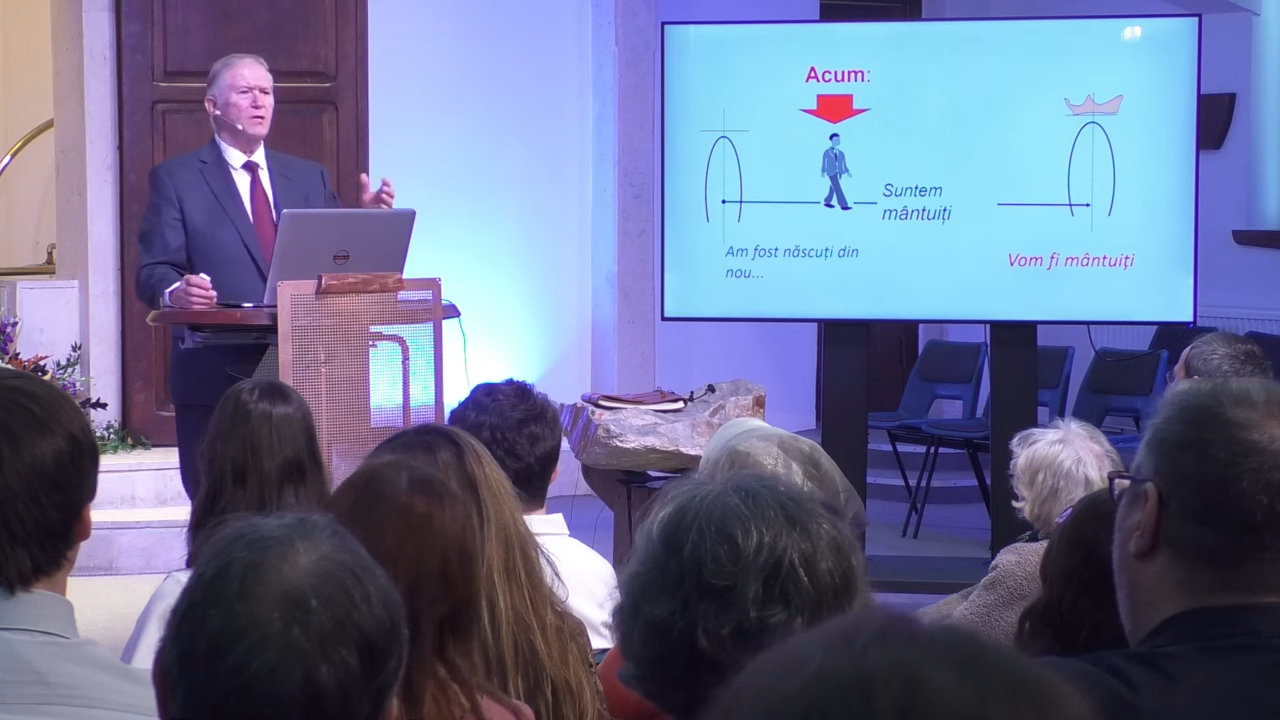 Acum:
Suntem
mântuiți
Am fost născuți din
nou...
Vom fi mântuiți